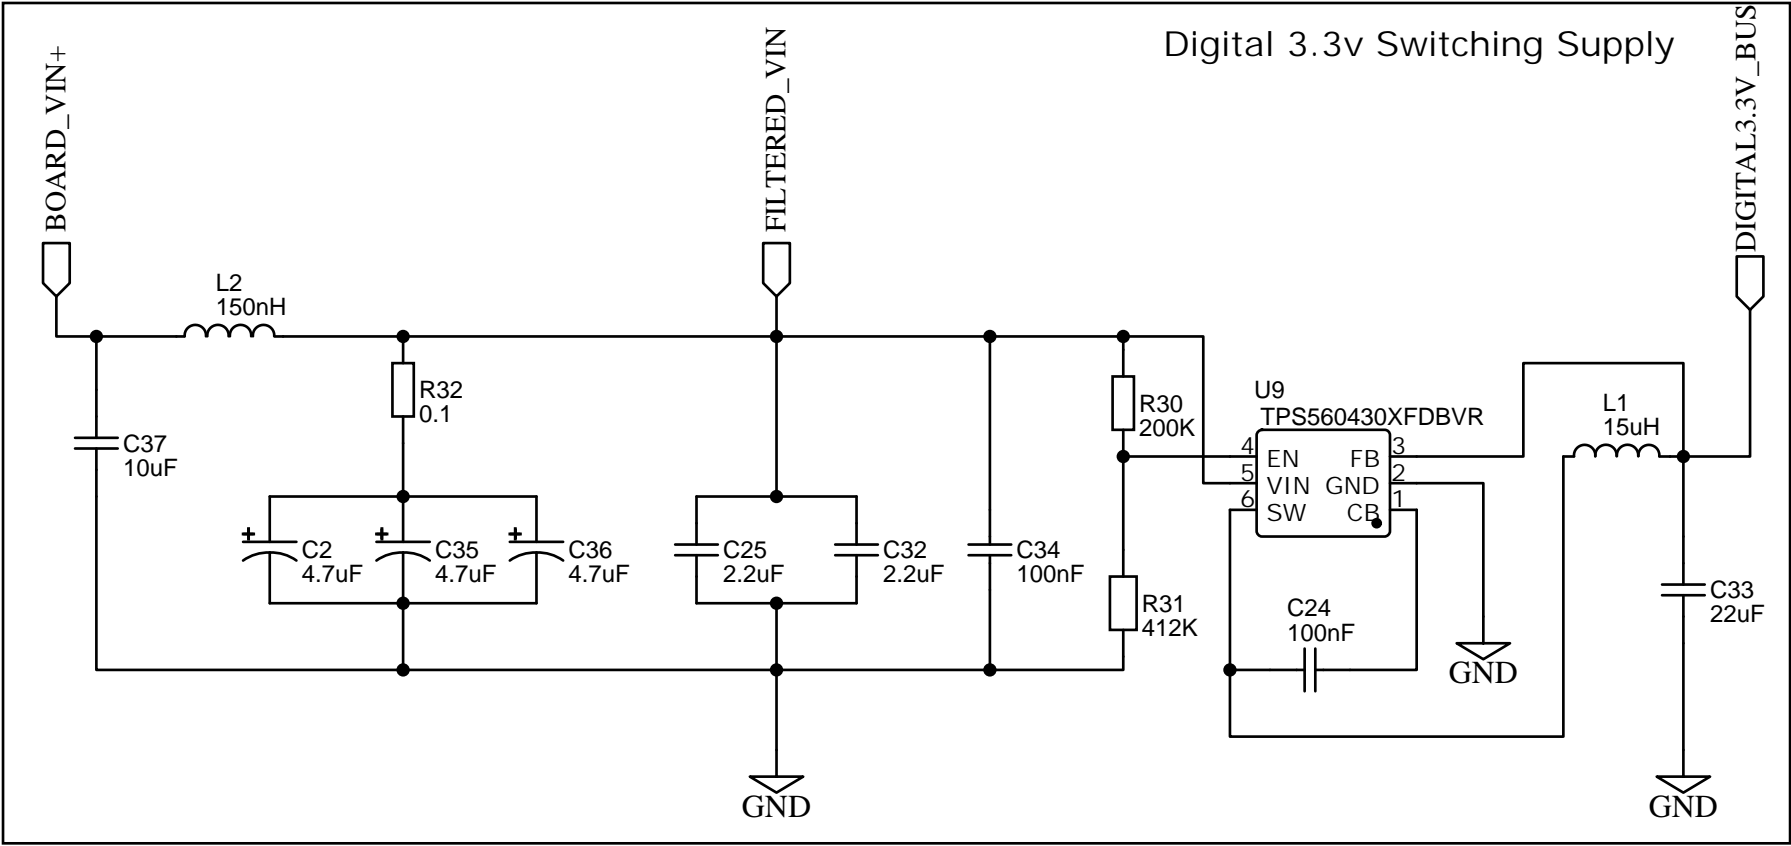 Digital 3.3v Switching Supply
BOARD_VIN+
FILTERED_VIN
DIGITAL3.3V_BUS
L2
150nH
R32
0.1
C37
10uF
C2
4.7uF
C35
4.7uF
C36
4.7uF
C25
2.2uF
C32
2.2uF
C34
100nF
R30
200K
R31
412K
U9
TPS560430XFDBVR
4
EN
FB
3
5
VIN
GND
2
6
SW
CB
1
L1
15uH
C24
100nF
C33
22uF
GND
GND
GND